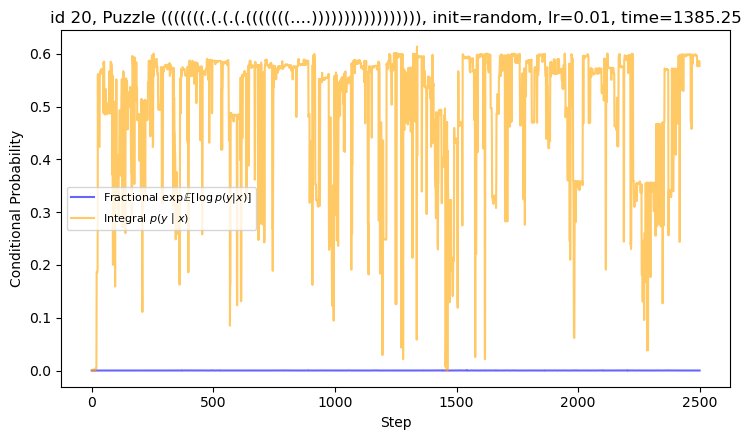 id 20, Puzzle (((((((.(.(.(.(((((((....))))))))))))))))), init=random, lr=0.01, time=1385.25
Conditional Probability
0.6
0.5
0.4
0.3
0.2
0.1
0.0
Fractional exp 𝔼[log p(y|x)]
Integral p(y | x)
0 500 1000 1500 2000 2500
Step